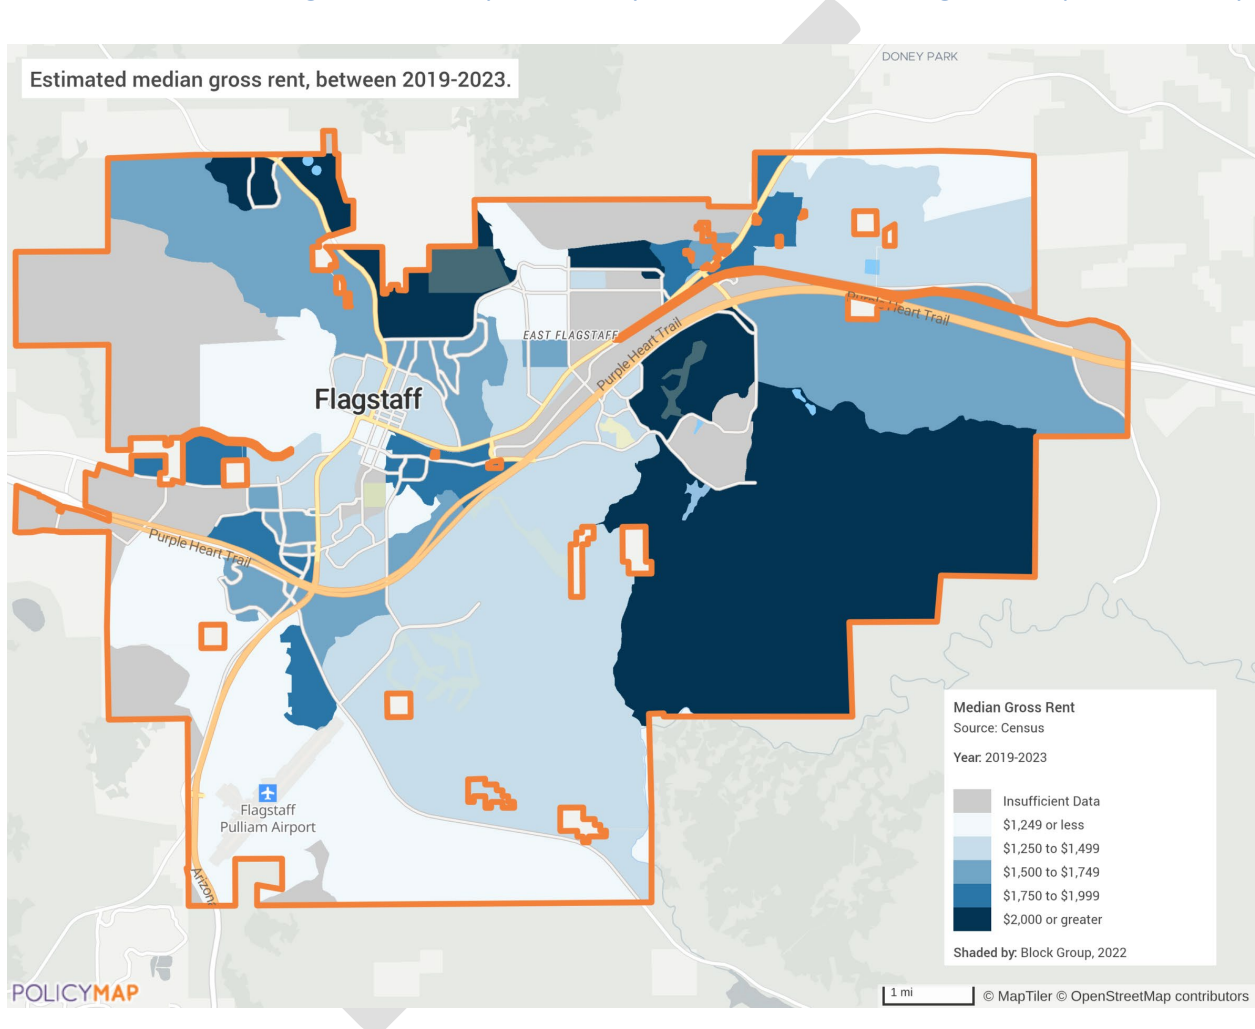 DONEY PARK
Estimated median gross rent, between 2019-2023.
Purple Heart Trail
EAST FLAGSTAFF
Purple Heart Trail
Flagstaff
Purple Heart Trail
Flagstaff
Pulliam Airport
Arizona
Median Gross Rent
Source: Census
Year: 2019-2023
Insufficient Data
$1,249 or less
$1,250 to $1,499
$1,500 to $1,749
$1,750 to $1,999
$2,000 or greater
Shaded by: Block Group, 2022
POLICYMAP
1 mi
© MapTiler © OpenStreetMap contributors